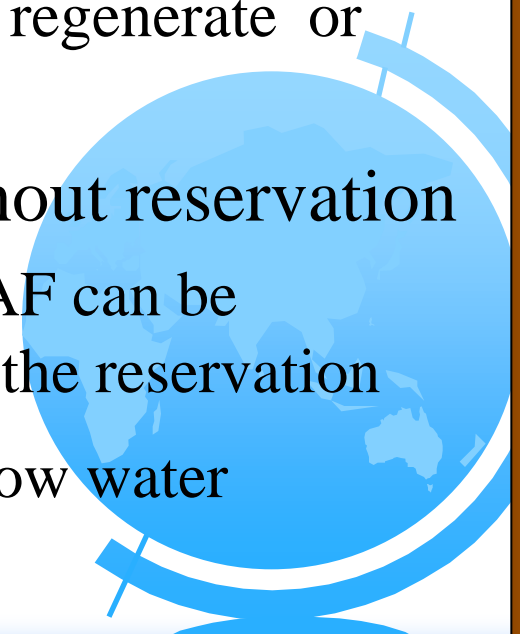 regenerate or
hout reservation
AF can be
the reservation
ow water